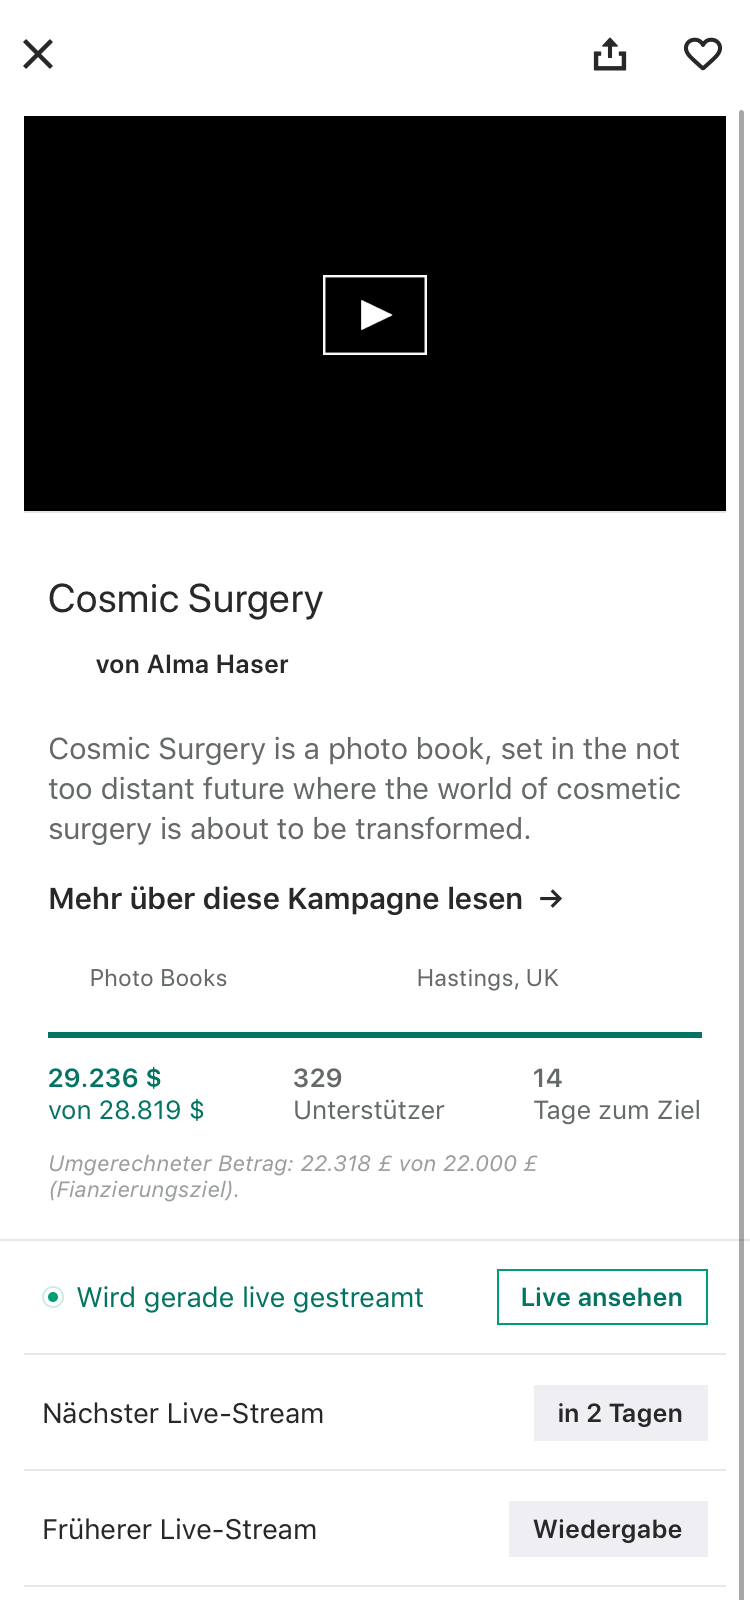 Cosmic Surgery
von Alma Haser
Cosmic Surgery is a photo book, set in the not
too distant future where the world of cosmetic
surgery is about to be transformed.
Mehr über diese Kampagne lesen →
Photo Books
Hastings, UK
29.236 $
von 28.819 $
329
Unterstützer
14
Tage zum Ziel
Umgerechneter Betrag: 22.318 £ von 22.000 £
(Fianzierungsziel).
Wird gerade live gestreamt
Live ansehen
Nächster Live-Stream
in 2 Tagen
Früherer Live-Stream
Wiedergabe